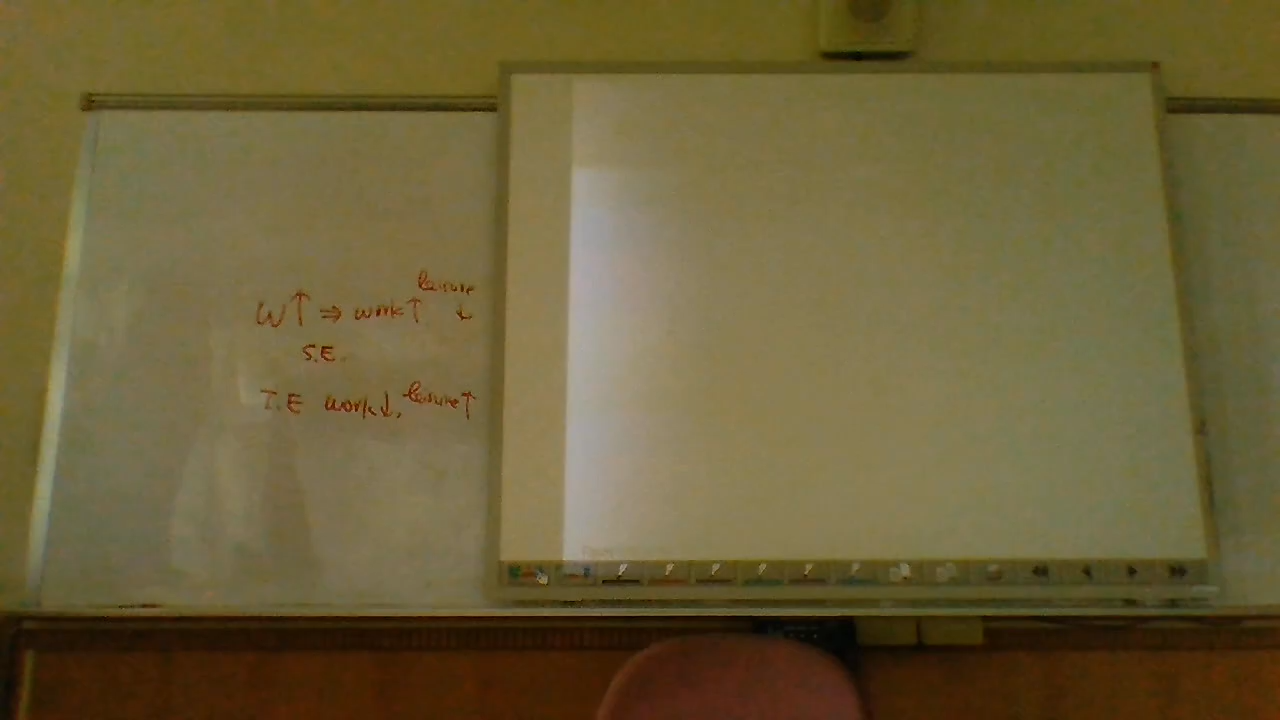 W↑ ⇒ work↑ leisure ↓
S.E.
I.E work↓, leisure↑